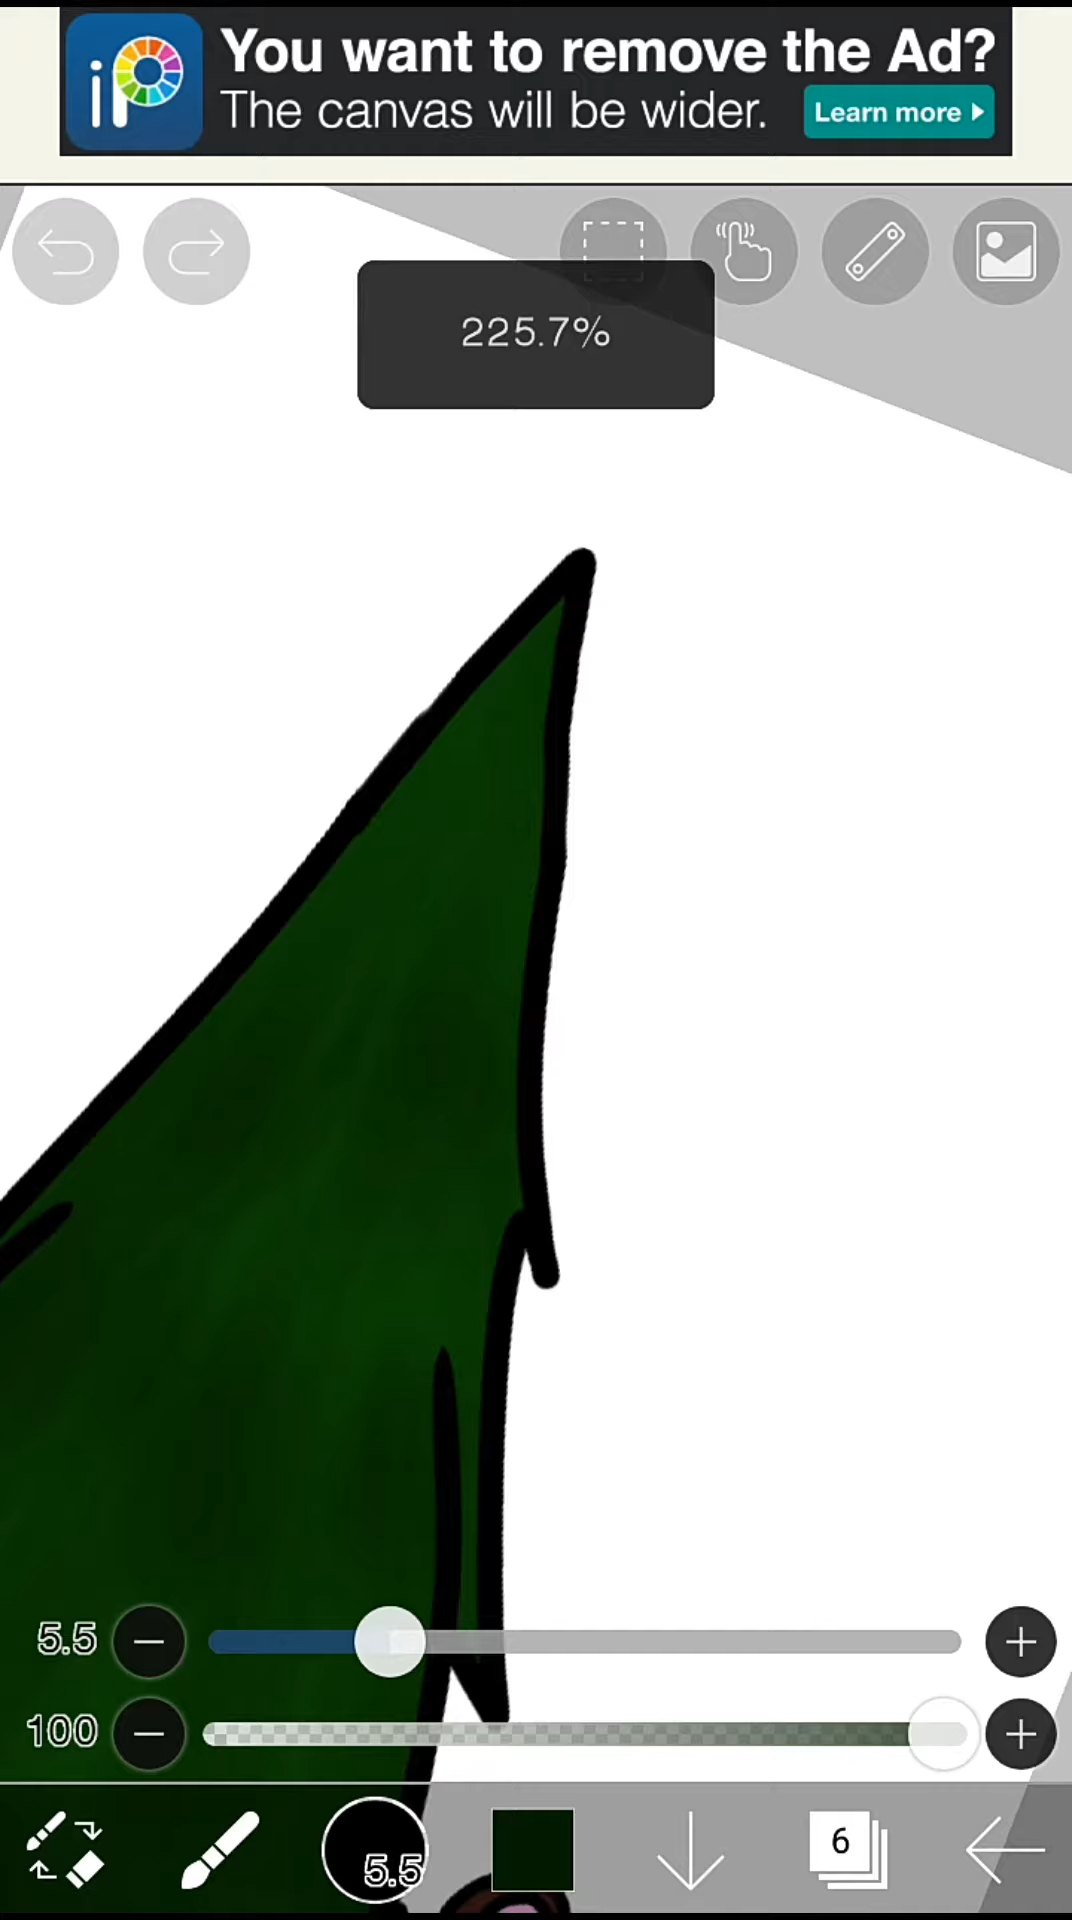 iP
You want to remove the Ad?
The canvas will be wider.
Learn more
225.7%
5.5
100
5.5
6